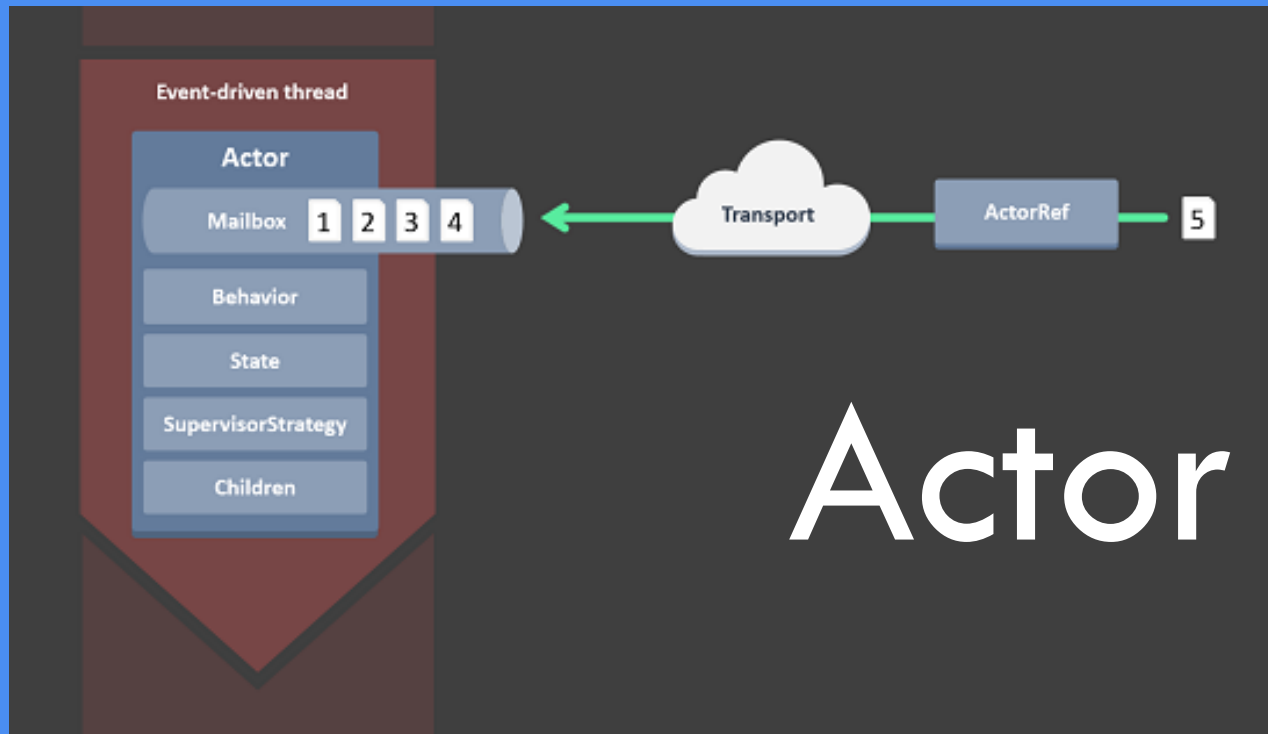 Event-driven thread
Actor
Mailbox 1 2 3 4
Transport
ActorRef
5
Behavior
State
SupervisorStrategy
Children
Actor